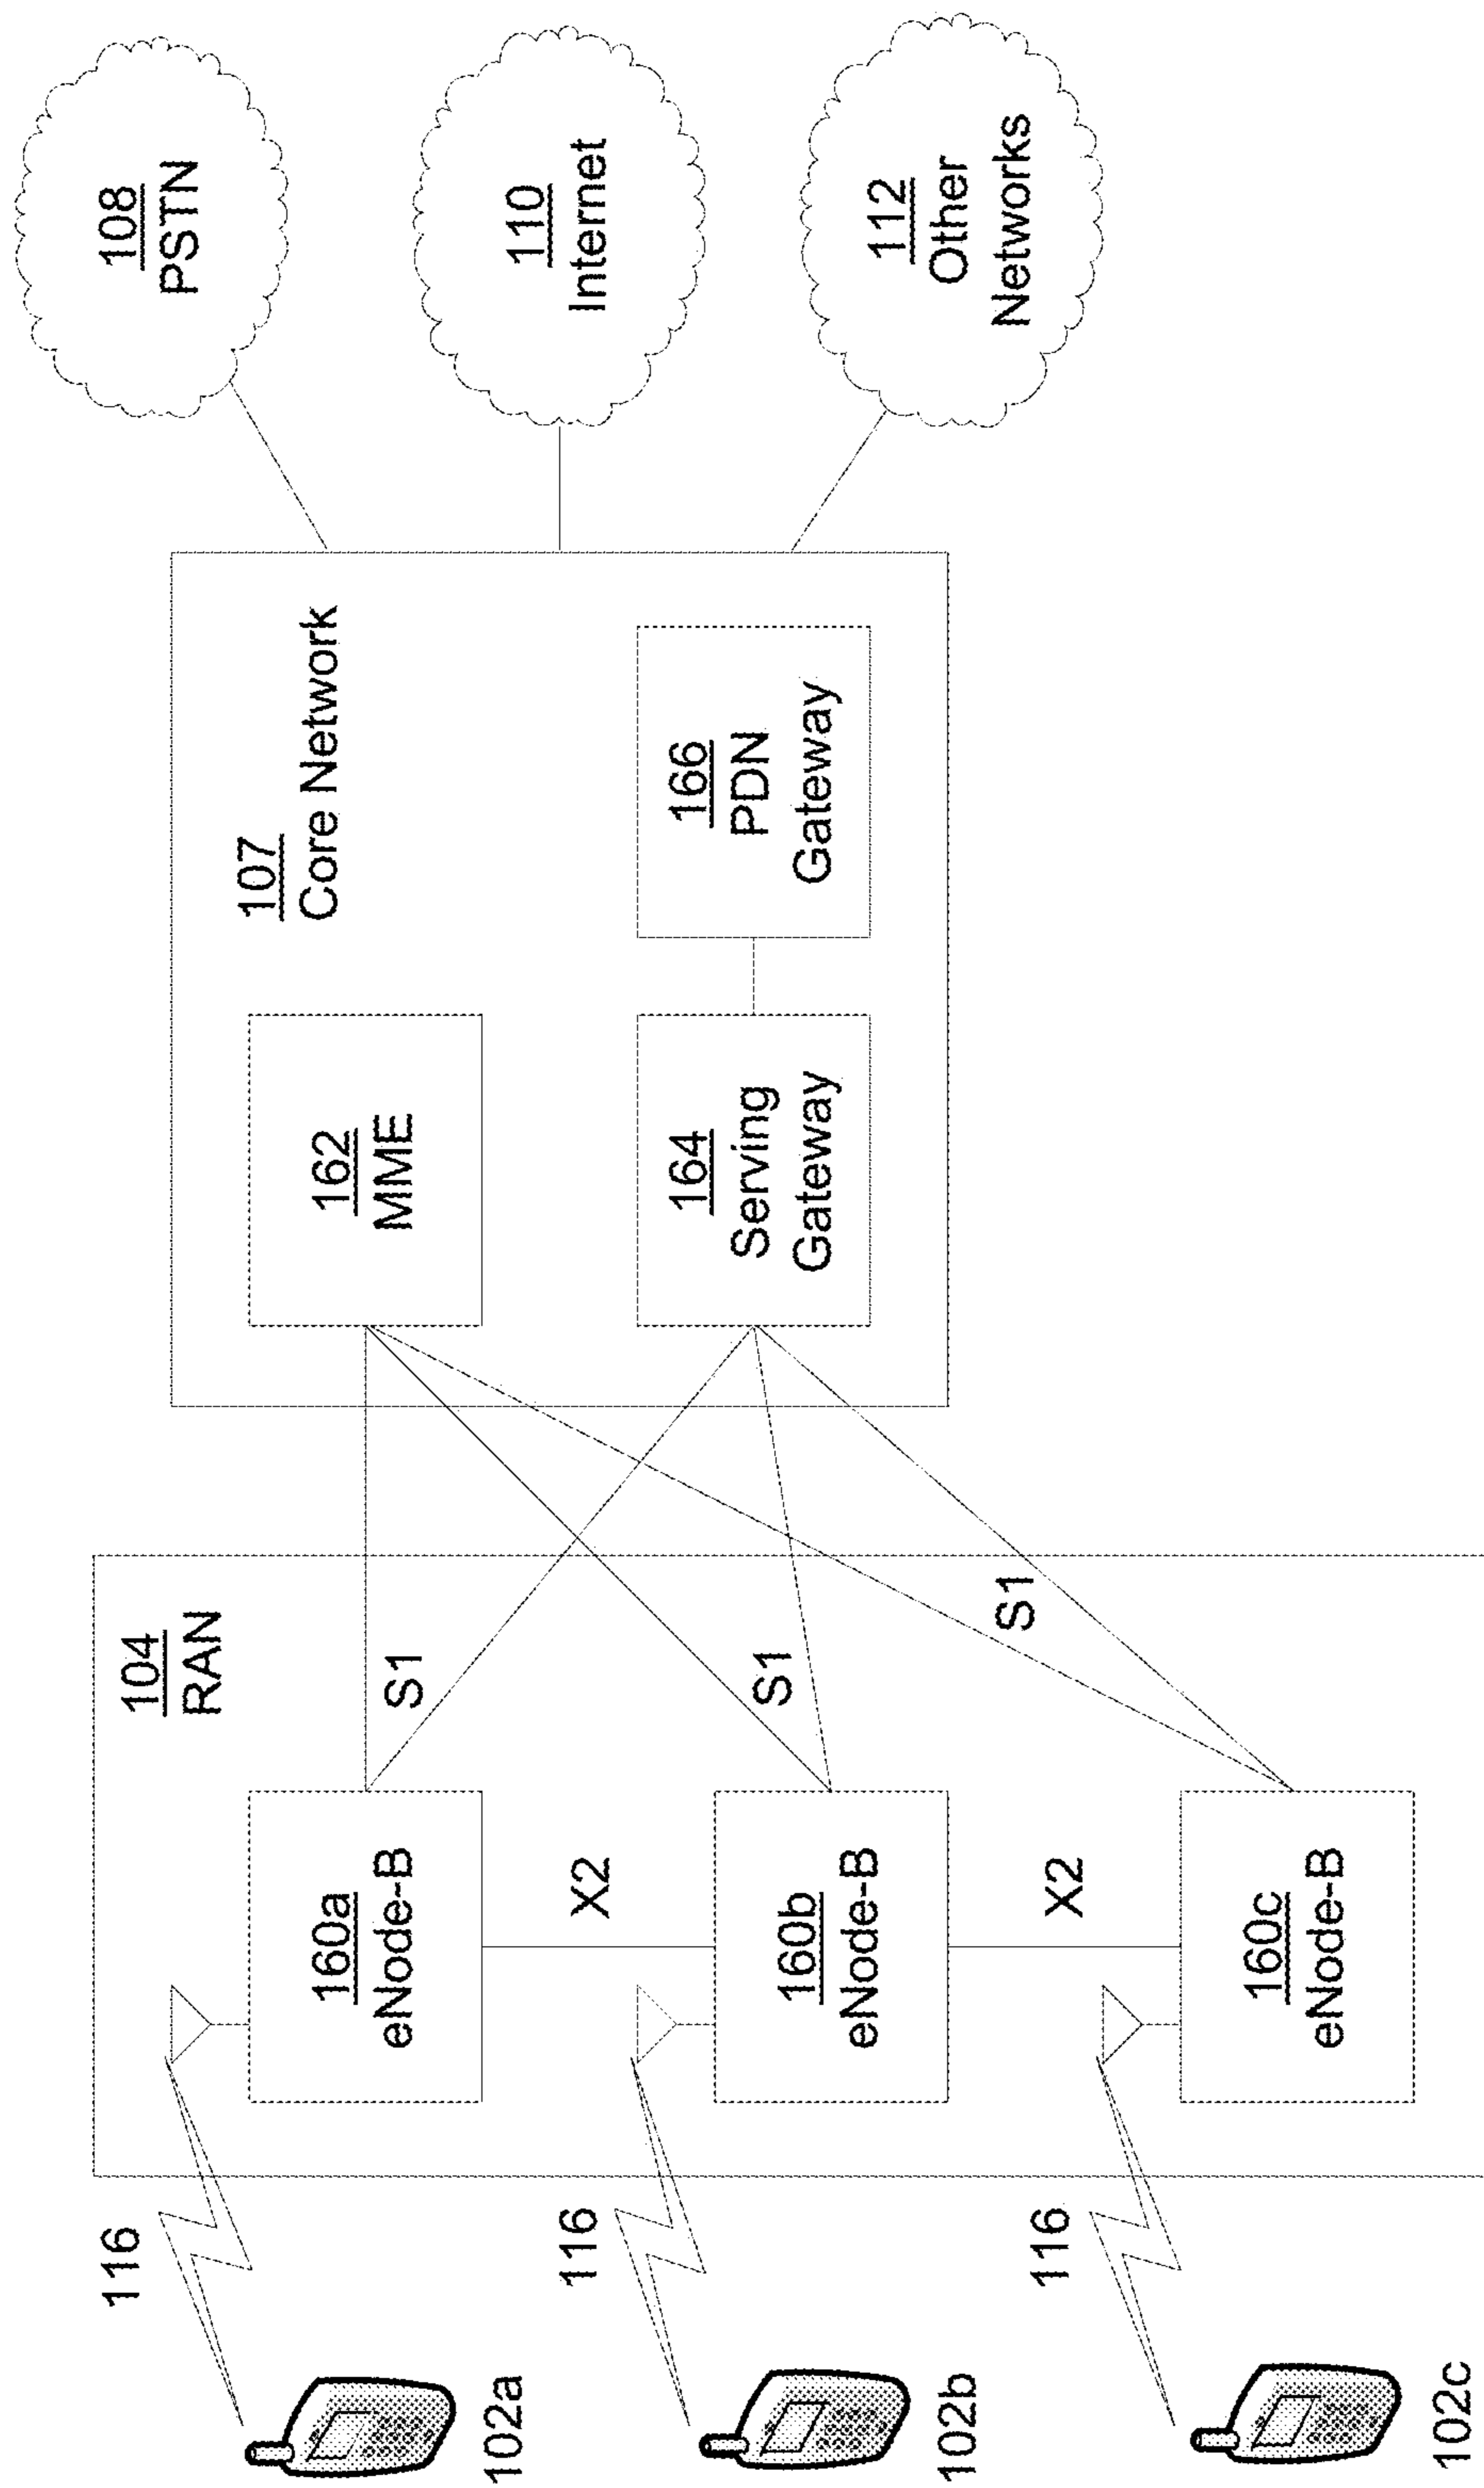 104
RAN
116
102a
160a
eNode-B
S1
X2
116
102b
160b
eNode-B
S1
X2
116
102c
160c
eNode-B
S1
107
Core Network
162
MME
164
Serving
Gateway
166
PDN
Gateway
108
PSTN
110
Internet
112
Other
Networks